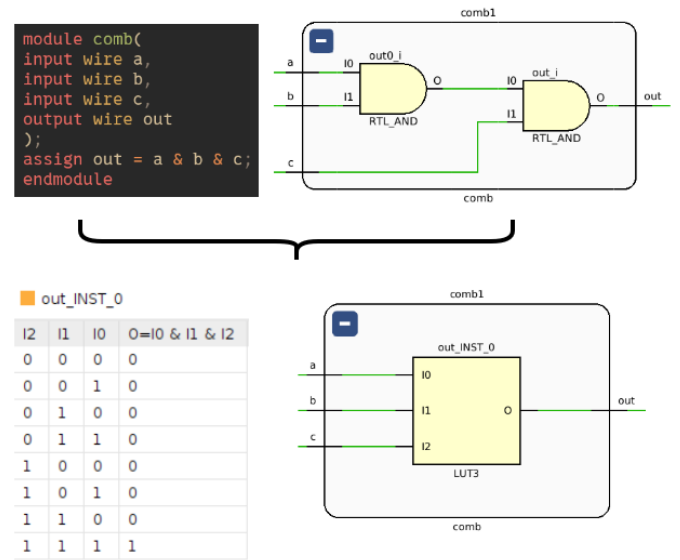 module comb(
input wire a,
input wire b,
input wire c,
output wire out
);
assign out = a & b & c;
endmodule
comb1
a
b
c
I0
I1
out0_i
O
RTL_AND
I0
I1
out_i
O
RTL_AND
out
comb
out_INST_0
I2 I1 I0 O=I0 & I1 & I2
0 0 0 0
0 0 1 0
0 1 0 0
0 1 1 0
1 0 0 0
1 0 1 0
1 1 0 0
1 1 1 1
comb1
out_INST_0
a
I0
b
I1
O
out
c
I2
LUT3
comb